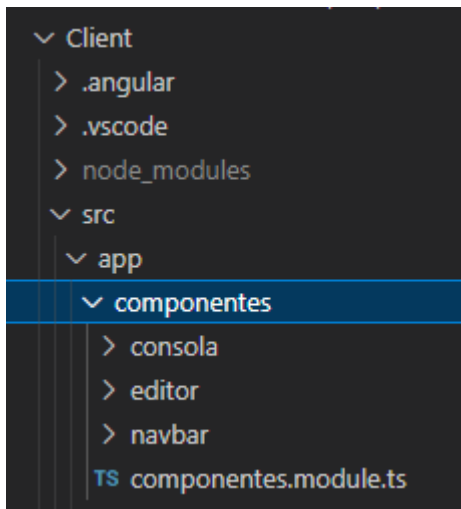 Client
.angular
.vscode
node_modules
src
app
componentes
consola
editor
navbar
TS componentes.module.ts